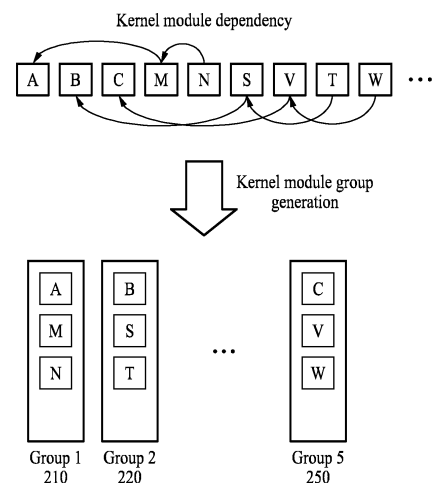 Kernel module dependency
A B C M N S V T W ...
Kernel module group
generation
A B C
M S V
...
N T W
Group 1 Group 2 Group 5
210 220 250